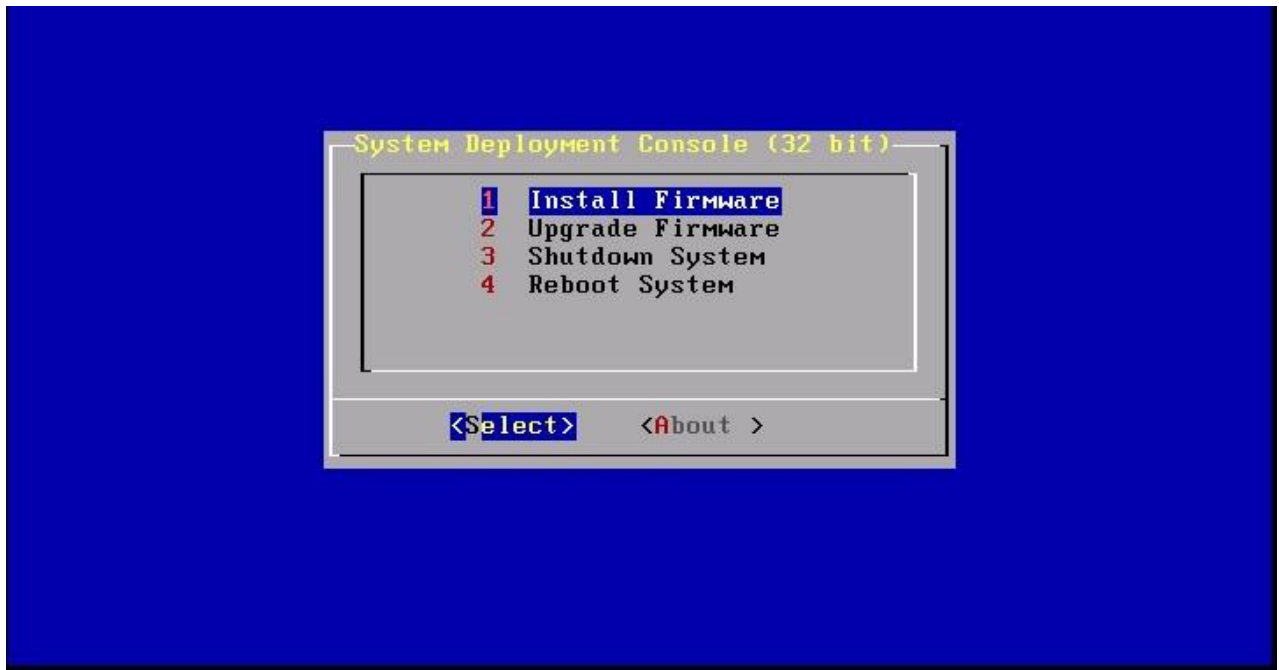 System Deployment Console (32 bit)
1 Install Firmware
2 Upgrade Firmware
3 Shutdown System
4 Reboot System
<Select> <About >